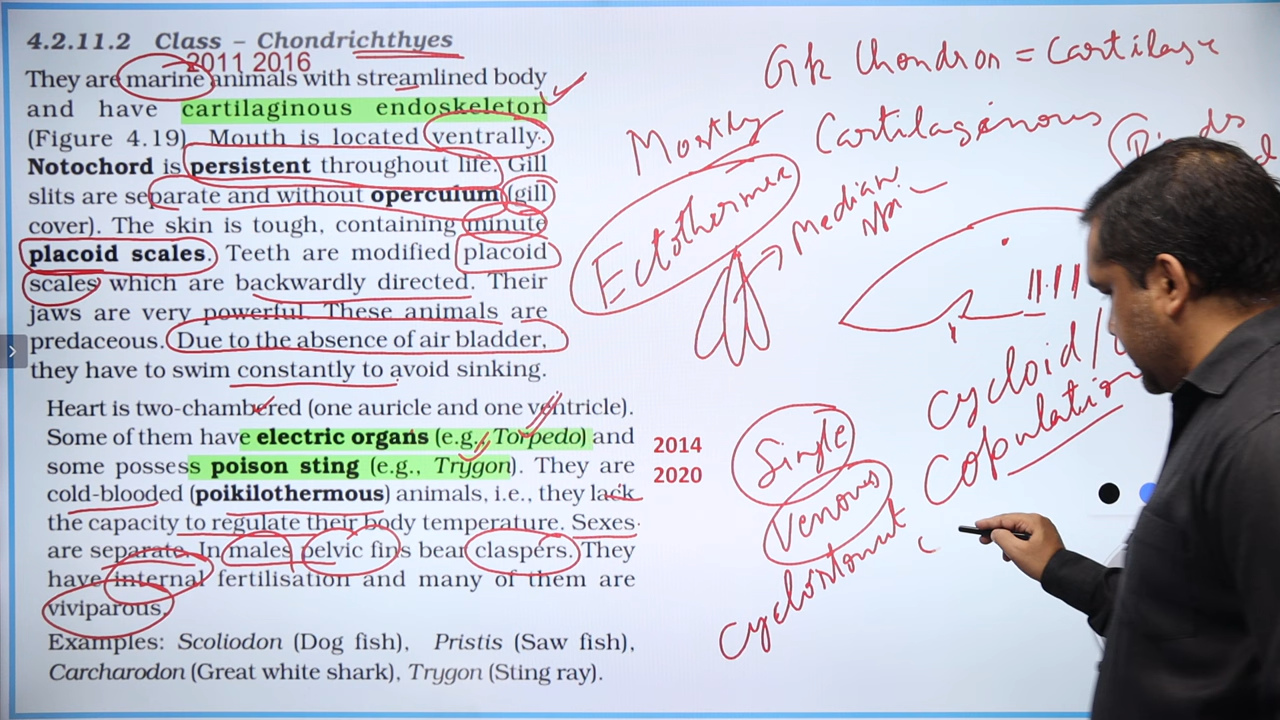 4.2.11.2 Class – Chondrichthyes
2011 2016
They are marine animals with streamlined body
and have cartilaginous endoskeleton
(Figure 4.19). Mouth is located ventrally.
Notochord is persistent throughout life. Gill
slits are separate and without operculum (gill
cover). The skin is tough, containing minute
placoid scales. Teeth are modified placoid
scales which are backwardly directed. Their
jaws are very powerful. These animals are
predaceous. Due to the absence of air bladder,
they have to swim constantly to avoid sinking.
Heart is two-chambered (one auricle and one ventricle).
Some of them have electric organs (e.g., Torpedo) and
some possess poison sting (e.g., Trygon). They are
cold-blooded (poikilothermous) animals, i.e., they lack
the capacity to regulate their body temperature. Sexes
are separate. In males pelvic fins bear claspers. They
have internal fertilisation and many of them are
viviparous.
Examples: Scoliodon (Dog fish), Pristis (Saw fish),
Carcharodon (Great white shark), Trygon (Sting ray).
2014
2020
Gk Chondron = Cartilage
Mostly Cartilaginous
Ectothermer
Median
Cycloid/
Copulation
Single
Venous